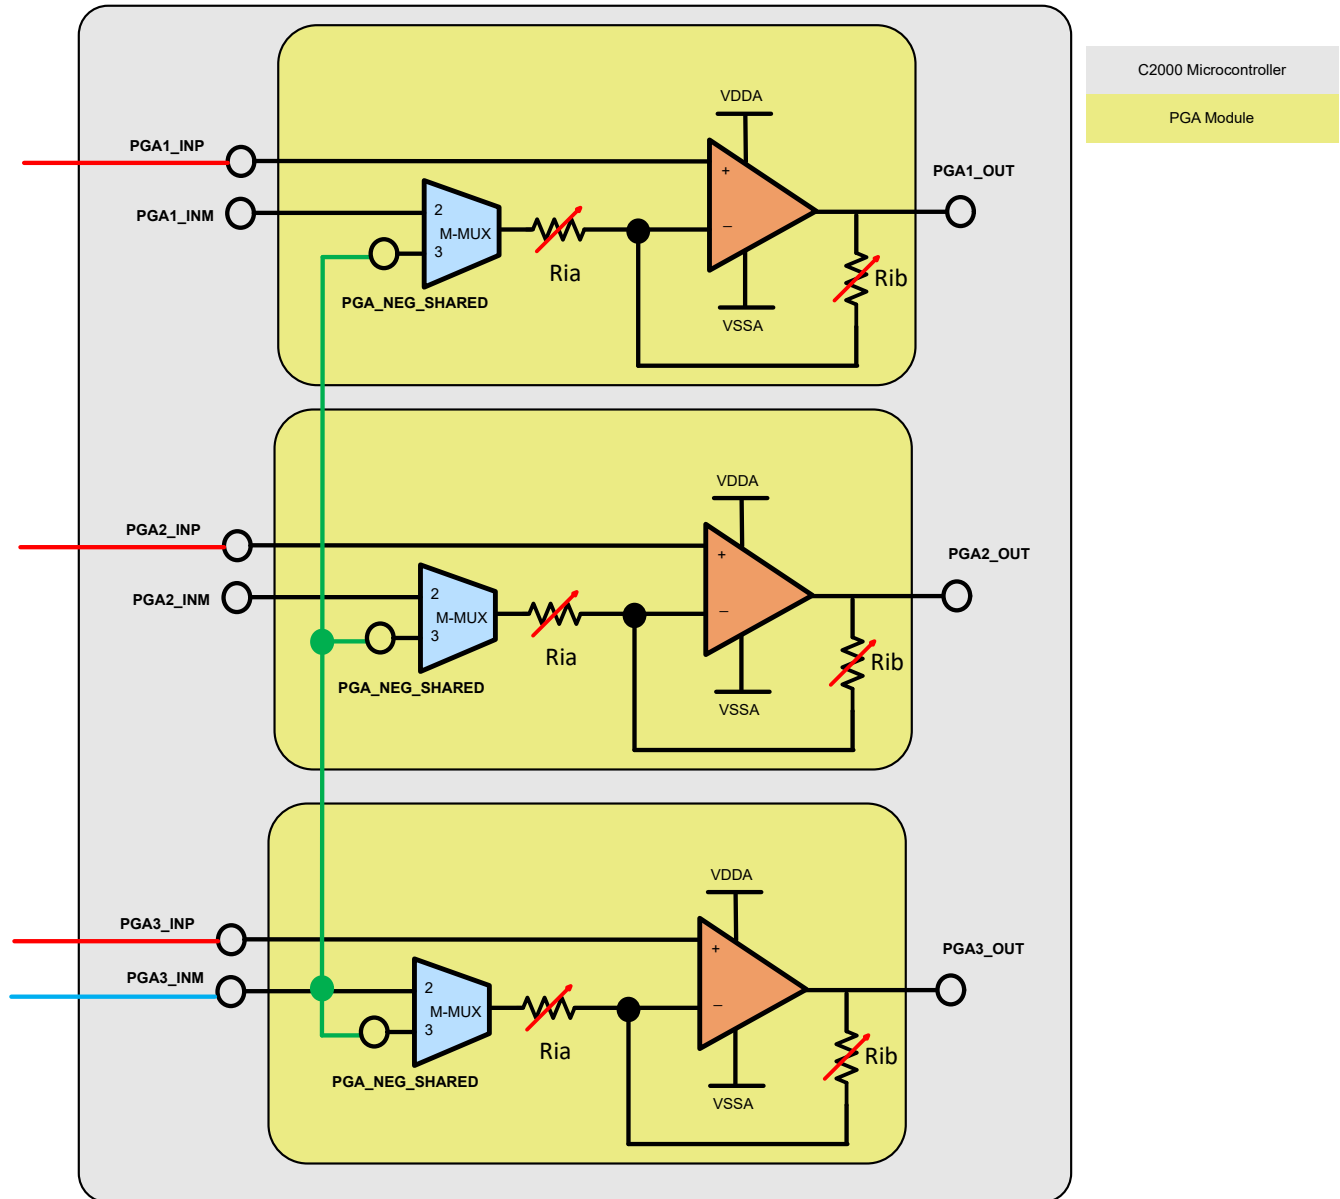 C2000 Microcontroller
PGA Module
VDDA
PGA1_INP
+
PGA1_OUT
PGA1_INM
2
M-MUX
3
–
Ria
Rib
PGA_NEG_SHARED
VSSA
VDDA
PGA2_INP
+
PGA2_OUT
PGA2_INM
2
M-MUX
3
–
Ria
Rib
PGA_NEG_SHARED
VSSA
VDDA
PGA3_INP
+
PGA3_OUT
PGA3_INM
2
M-MUX
3
–
Ria
Rib
PGA_NEG_SHARED
VSSA